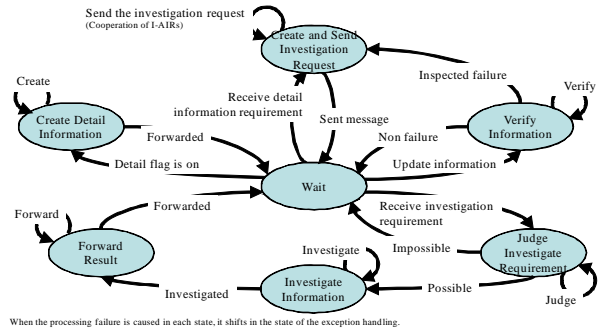 Send the investigation request
(Cooperation of I-AIRs)
Create and Send
Investigation
Request
Inspected failure
Create
Receive detail
information requirement
Verify
Create Detail
Information
Sent message
Verify
Information
Forwarded
Non failure
Detail flag is on
Update information
Wait
Forwarded
Receive investigation
requirement
Forward
Forward
Result
Investigate
Impossible
Judge
Investigate
Requirement
Investigate
Information
Investigated
Possible
Judge
When the processing failure is caused in each state, it shifts in the state of the exception handling.